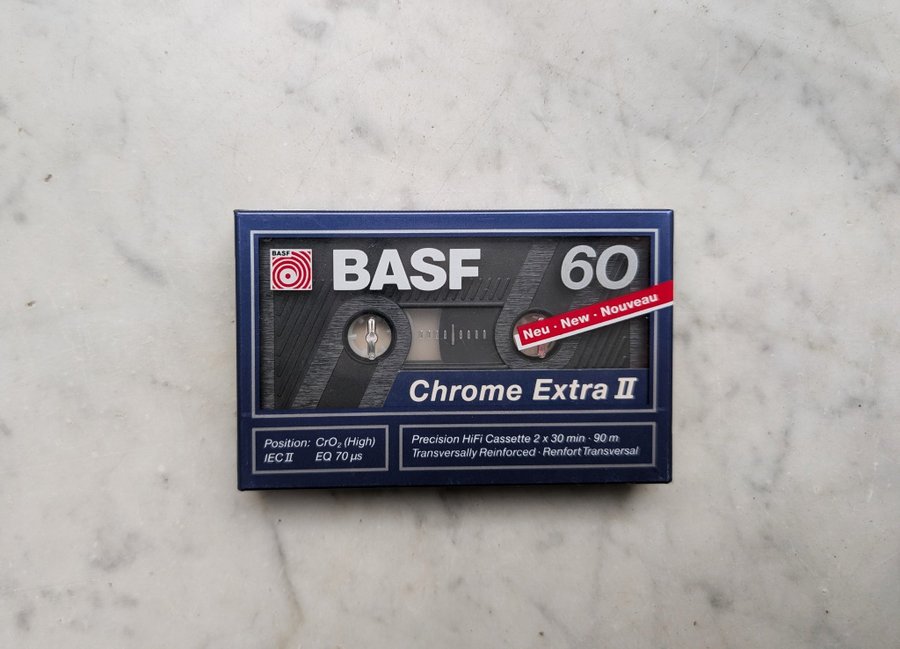 BASF
BASF
60
Neu · New · Nouveau
Chrome Extra II
Position: CrO₂ (High)
IEC II EQ 70 µs
Precision HiFi Cassette 2 x 30 min · 90 m
Transversally Reinforced · Renfort Transversal